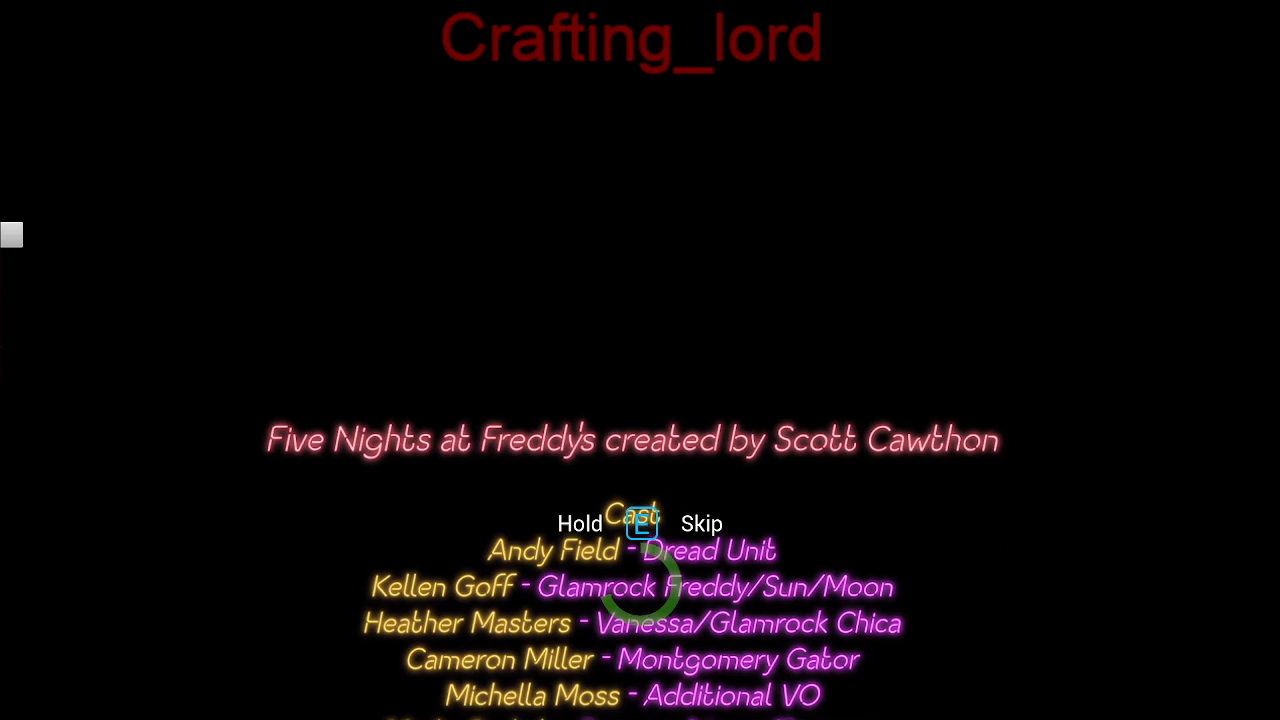 Crafting_lord
Five Nights at Freddy's created by Scott Cawthon
Cast
Hold E Skip
Andy Field - Dread Unit
Kellen Goff - Glamrock Freddy/Sun/Moon
Heather Masters - Vanessa/Glamrock Chica
Cameron Miller - Montgomery Gator
Michella Moss - Additional VO